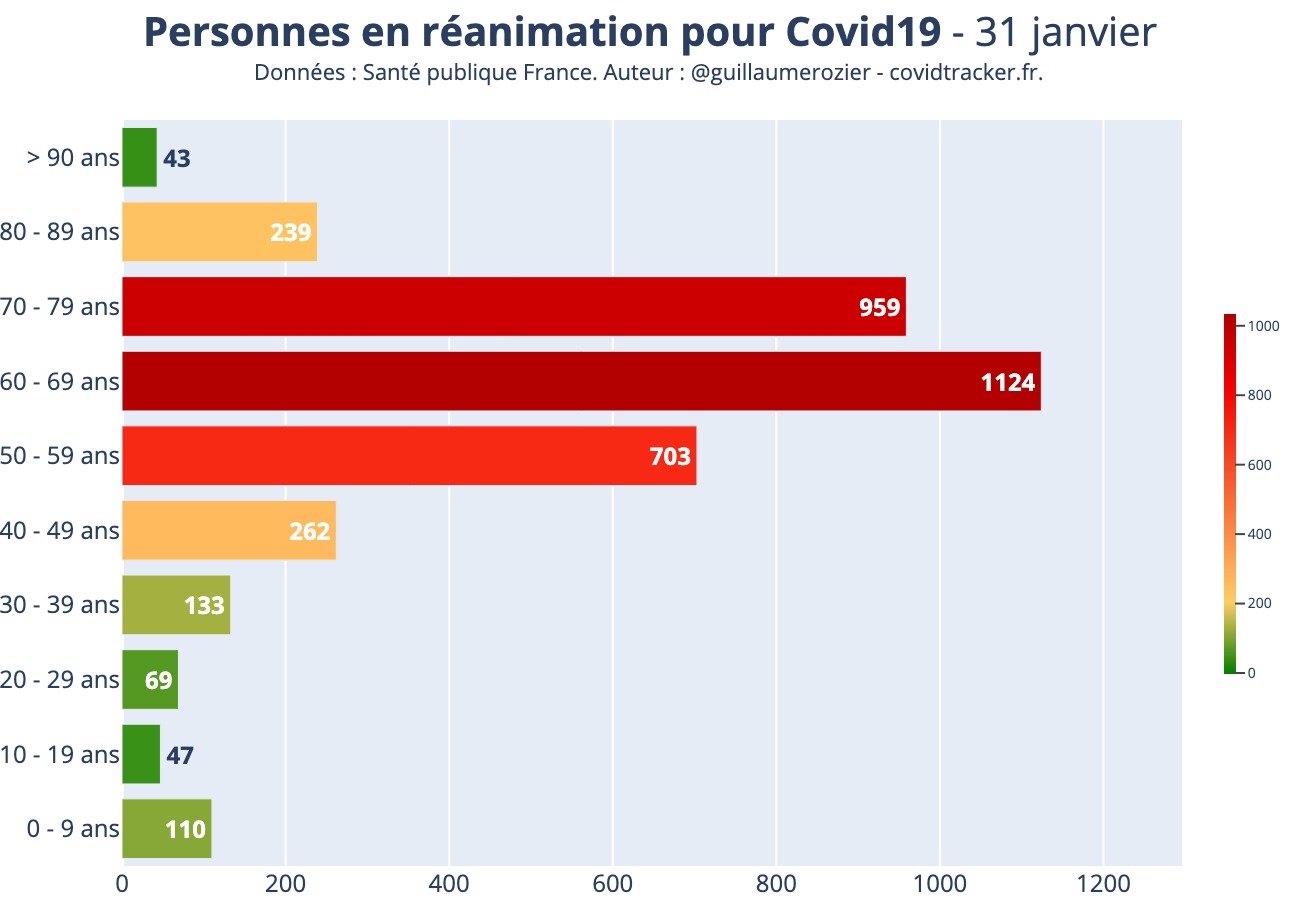 Personnes en réanimation pour Covid19 - 31 janvier
Données : Santé publique France. Auteur : @guillaumerozier - covidtracker.fr.
> 90 ans 43
80 - 89 ans 239
70 - 79 ans 959
60 - 69 ans 1124
50 - 59 ans 703
40 - 49 ans 262
30 - 39 ans 133
20 - 29 ans 69
10 - 19 ans 47
0 - 9 ans 110
0 200 400 600 800 1000 1200
1000
800
600
400
200
0